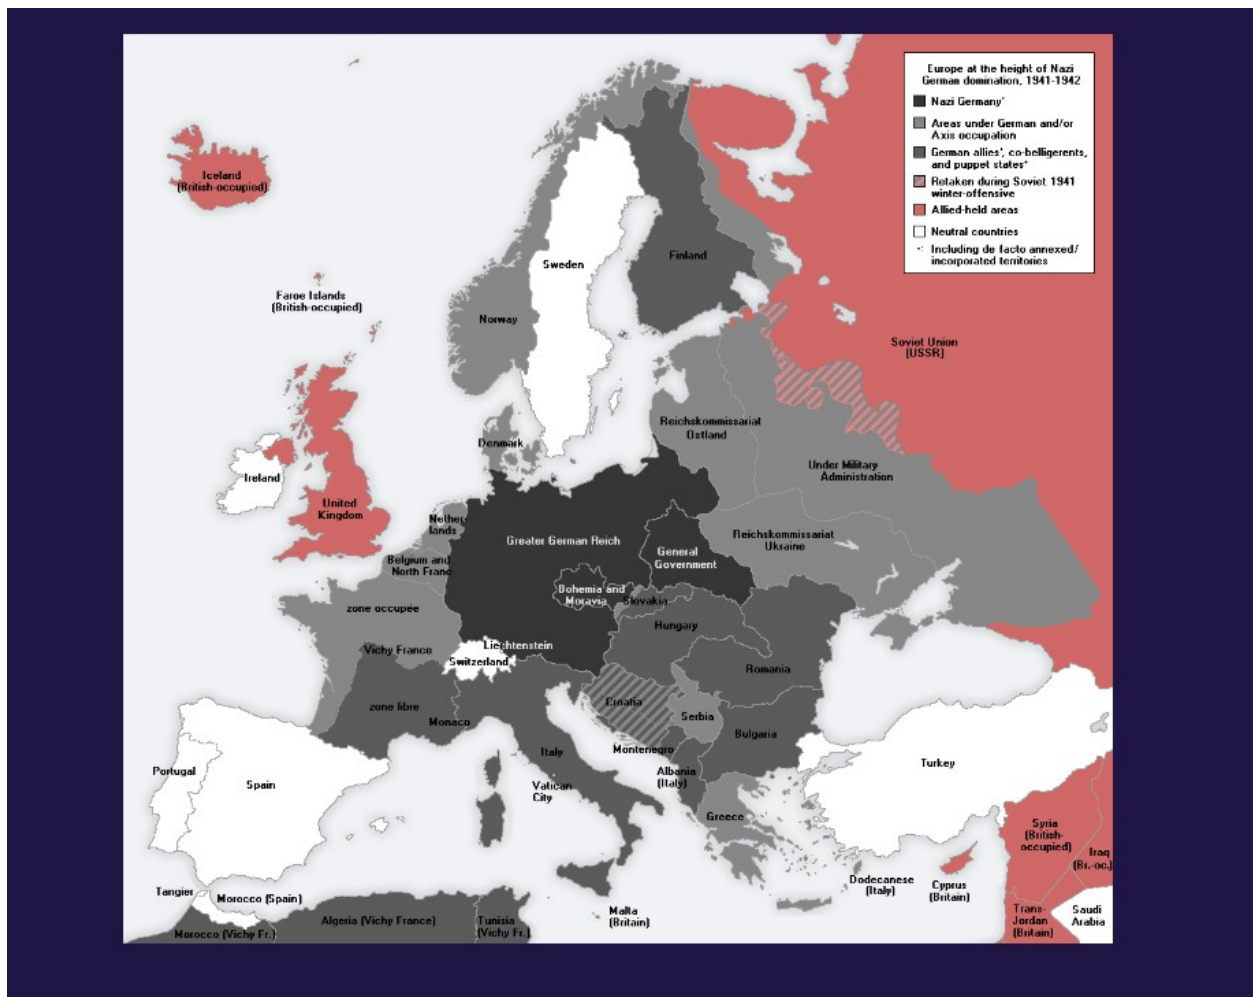 Europe at the height of Nazi
German domination, 1941-1942
Nazi Germany*
Areas under German and/or
Axis occupation
German allies*, co-belligerents,
and puppet states*
Retaken during Soviet 1941
winter-offensive
Allied-held areas
Neutral countries
*: Including de facto annexed/
incorporated territories
Iceland
(British-occupied)
Faroe Islands
(British-occupied)
Sweden
Finland
Norway
Soviet Union
(USSR)
Reichskommissariat
Ostland
Denmark
Under Military
Administration
Ireland
United
Kingdom
Nether-
lands
Greater German Reich
General
Government
Reichskommissariat
Ukraine
Belgium and
North Franc
Bohemia and
Moravia
Slovakia
zone occupée
Hungary
Vichy France
Liechtenstein
Switzerland
Romania
zone libre
Monaco
Croatia
Serbia
Bulgaria
Italy
Montenegro
Portugal
Spain
Albania
(Italy)
Turkey
Vatican
City
Greece
Syria
(British-
occupied)
Iraq
(Br.-oc.)
Dodecanese
(Italy)
Cyprus
(Britain)
Tangier
Morocco (Spain)
Malta
(Britain)
Trans-
Jordan
(Britain)
Saudi
Arabia
Algeria (Vichy France)
Tunisia
(Vichy Fr.)
Morocco (Vichy Fr.)